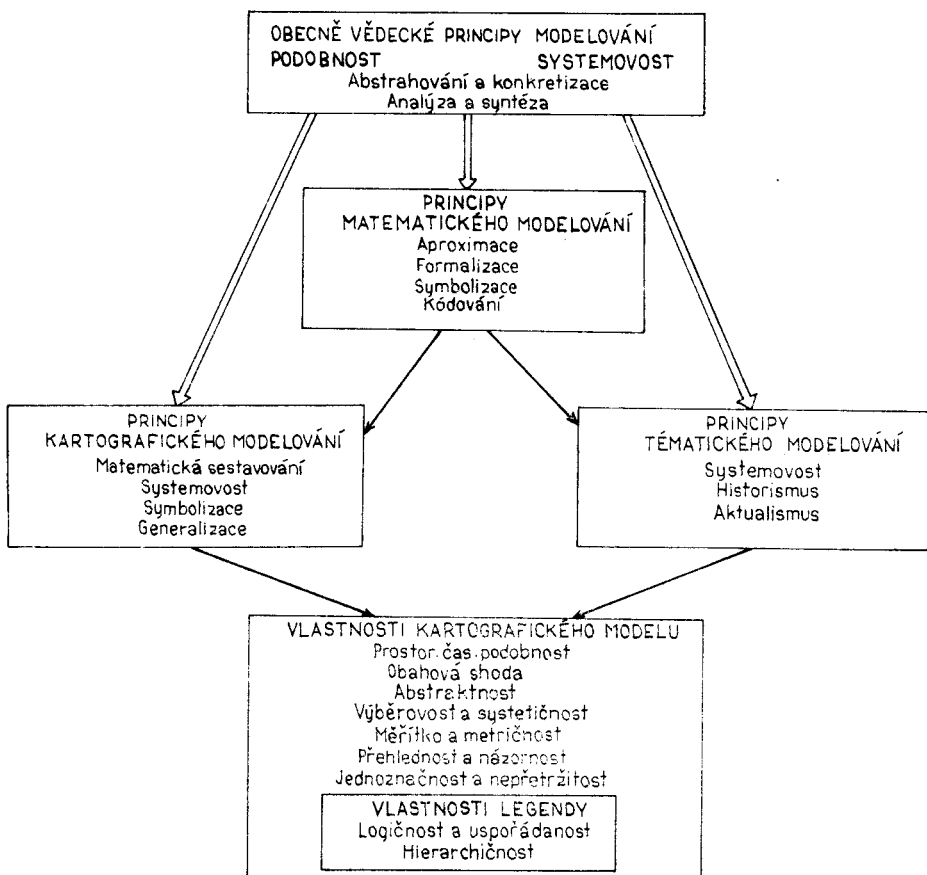 OBECNĚ VĚDECKÉ PRINCIPY MODELOVÁNÍ
PODOBNOST SYSTEMOVOST
Abstrahování a konkretizace
Analýza a syntéza
PRINCIPY
MATEMATICKÉHO MODELOVÁNÍ
Aproximace
Formalizace
Symbolizace
Kódování
PRINCIPY
KARTOGRAFICKÉHO MODELOVÁNÍ
Matematická sestavování
Systemovost
Symbolizace
Generalizace
PRINCIPY
TÉMATICKÉHO MODELOVÁNÍ
Systemovost
Historismus
Aktualismus
VLASTNOSTI KARTOGRAFICKÉHO MODELU
Prostor. čas. podobnost
Obahová shoda
Abstraktnost
Výběrovost a systetičnost
Měřítko a metričnost
Přehlednost a názornost
Jednoznačnost a nepřetržitost
VLASTNOSTI LEGENDY
Logičnost a uspořádanost
Hierarchičnost